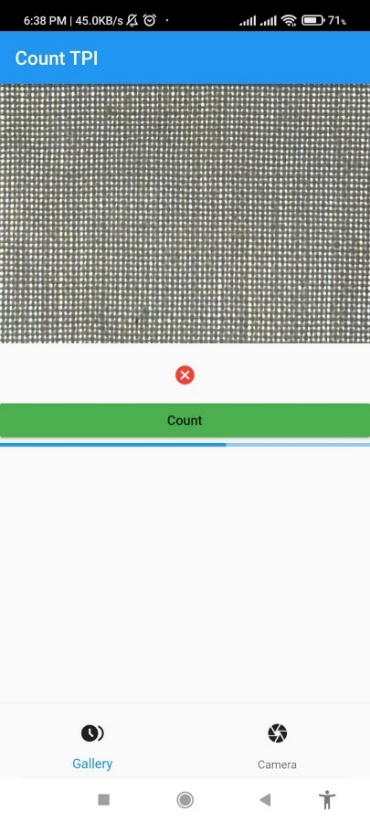 6:38 PM | 45.0KB/s
71%
Count TPI
Count
Gallery
Camera